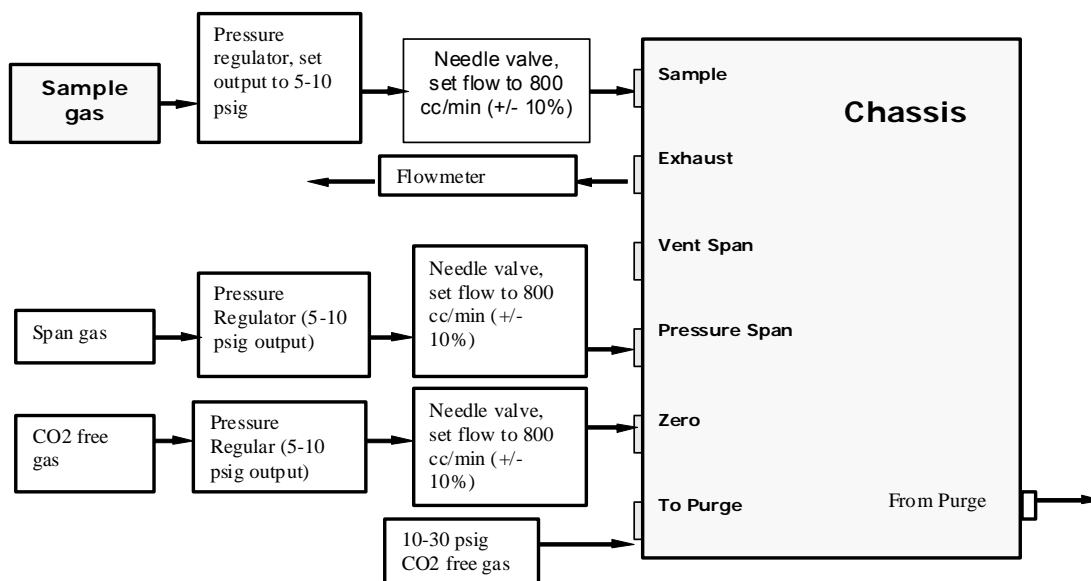 Sample
gas
Pressure
regulator, set
output to 5-10
psig
Needle valve,
set flow to 800
cc/min (+/- 10%)
Sample
Chassis
Flowmeter
Exhaust
Vent Span
Span gas
Pressure
Regulator (5-10
psig output)
Needle valve,
set flow to 800
cc/min (+/-
10%)
Pressure Span
CO2 free
gas
Pressure
Regular (5-10
psig output)
Needle valve,
set flow to 800
cc/min (+/-
10%)
Zero
10-30 psig
CO2 free gas
To Purge
From Purge